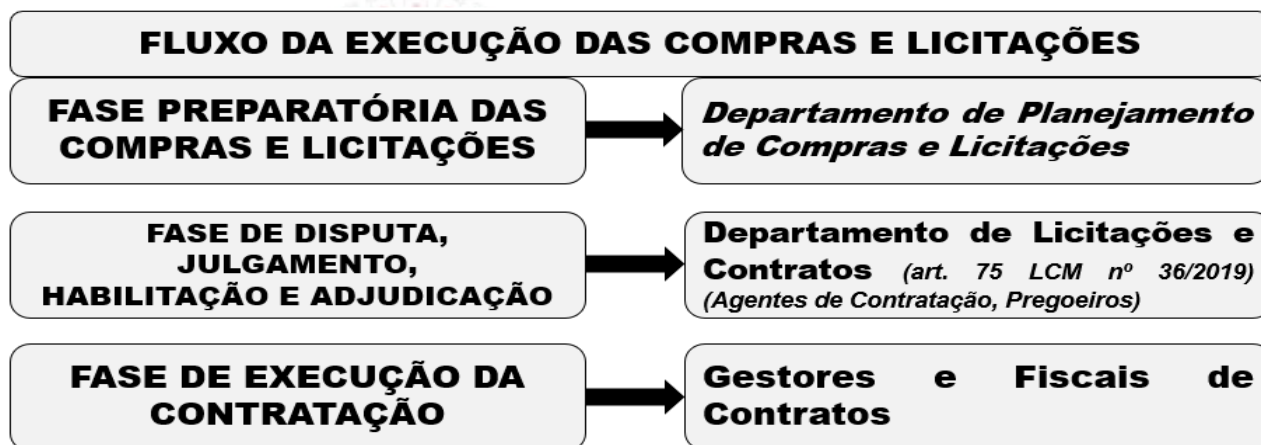 FLUXO DA EXECUÇÃO DAS COMPRAS E LICITAÇÕES
FASE PREPARATÓRIA DAS
COMPRAS E LICITAÇÕES
Departamento de Planejamento
de Compras e Licitações
FASE DE DISPUTA,
JULGAMENTO,
HABILITAÇÃO E ADJUDICAÇÃO
Departamento de Licitações e
Contratos (art. 75 LCM nº 36/2019)
(Agentes de Contratação, Pregoeiros)
FASE DE EXECUÇÃO DA
CONTRATAÇÃO
Gestores e Fiscais de
Contratos